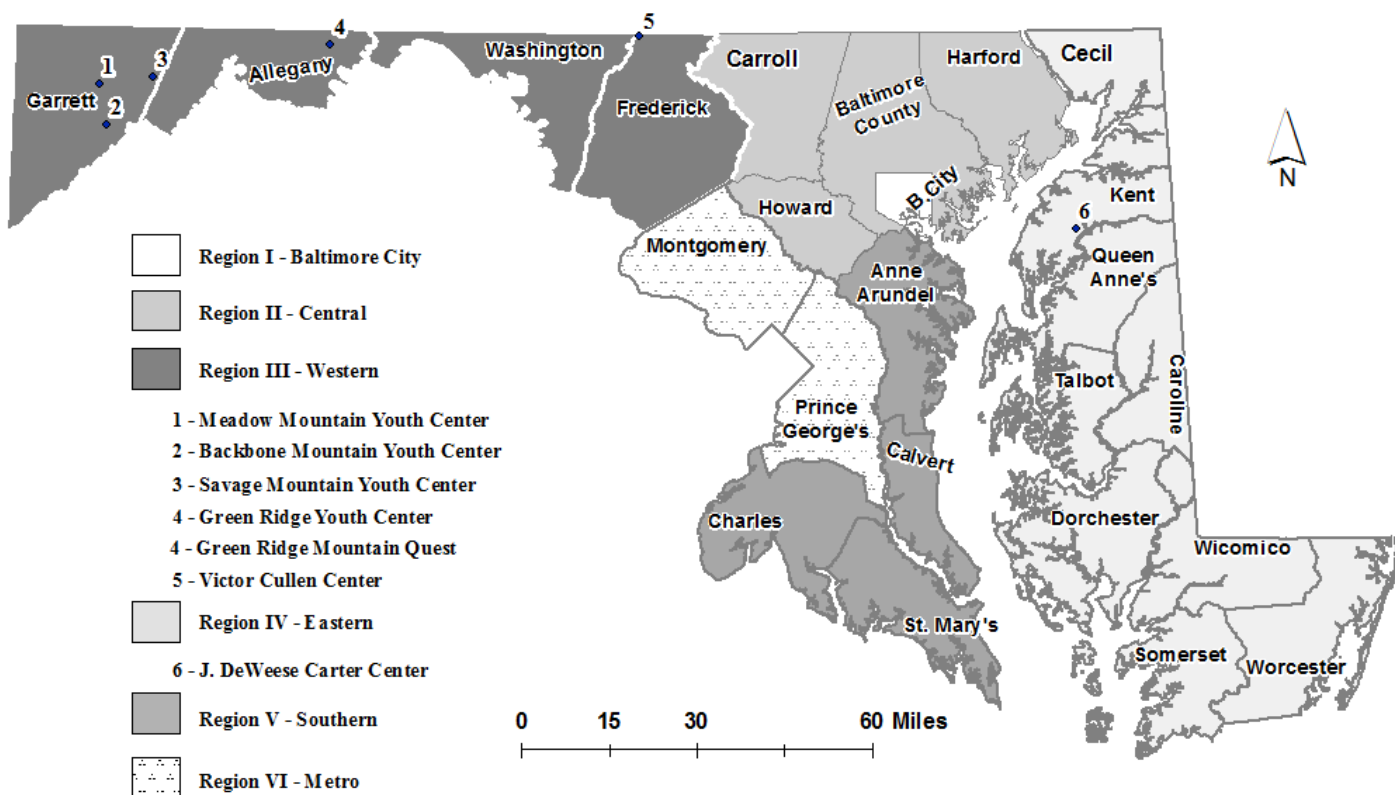 1
2
3
4
5
Garrett
Allegany
Washington
Frederick
Carroll
Baltimore
County
Harford
Cecil
B.City
Howard
Montgomery
Kent
6
Queen
Anne's
Anne
Arundel
N
Talbot
Caroline
Prince
George's
Calvert
Charles
St. Mary's
Dorchester
Wicomico
Somerset
Worcester
Region I - Baltimore City
Region II - Central
Region III - Western
1 - Meadow Mountain Youth Center
2 - Backbone Mountain Youth Center
3 - Savage Mountain Youth Center
4 - Green Ridge Youth Center
4 - Green Ridge Mountain Quest
5 - Victor Cullen Center
Region IV - Eastern
6 - J. DeWeese Carter Center
Region V - Southern
Region VI - Metro
0 15 30 60 Miles